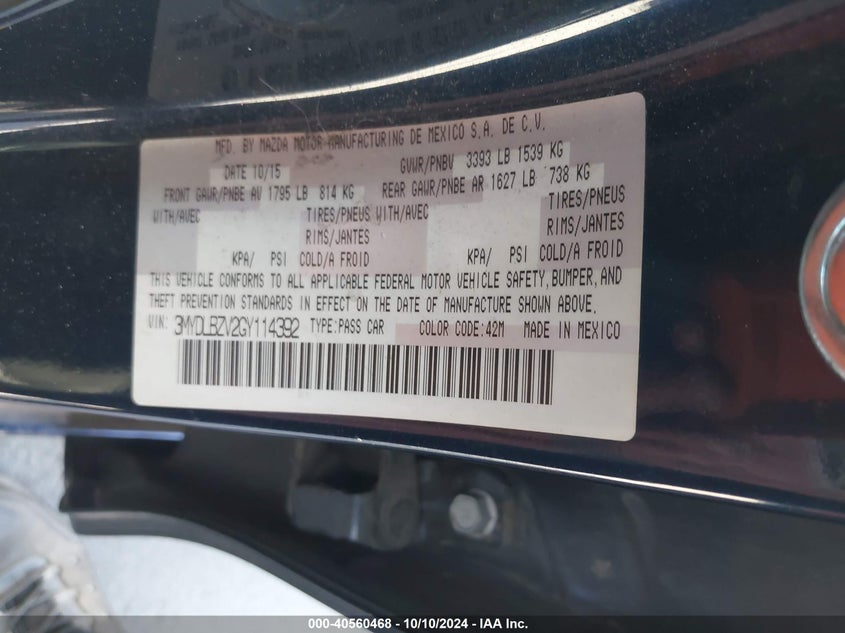 MFD. BY MAZDA MOTOR MANUFACTURING DE MEXICO S.A. DE C.V.
DATE 10/15 GVWR/PNBV 3393 LB 1539 KG
FRONT GAWR/PNBE AV 1795 LB 814 KG REAR GAWR/PNBE AR 1627 LB 738 KG
WITH/AVEC TIRES/PNEUS WITH/AVEC TIRES/PNEUS
RIMS/JANTES RIMS/JANTES
KPA/ PSI COLD/A FROID KPA/ PSI COLD/A FROID
THIS VEHICLE CONFORMS TO ALL APPLICABLE FEDERAL MOTOR VEHICLE SAFETY, BUMPER, AND
THEFT PREVENTION STANDARDS IN EFFECT ON THE DATE OF MANUFACTURE SHOWN ABOVE.
VIN: 3MYDLBZV2GY114392 TYPE:PASS CAR COLOR CODE:42M MADE IN MEXICO
000-40560468 - 10/10/2024 - IAA Inc.